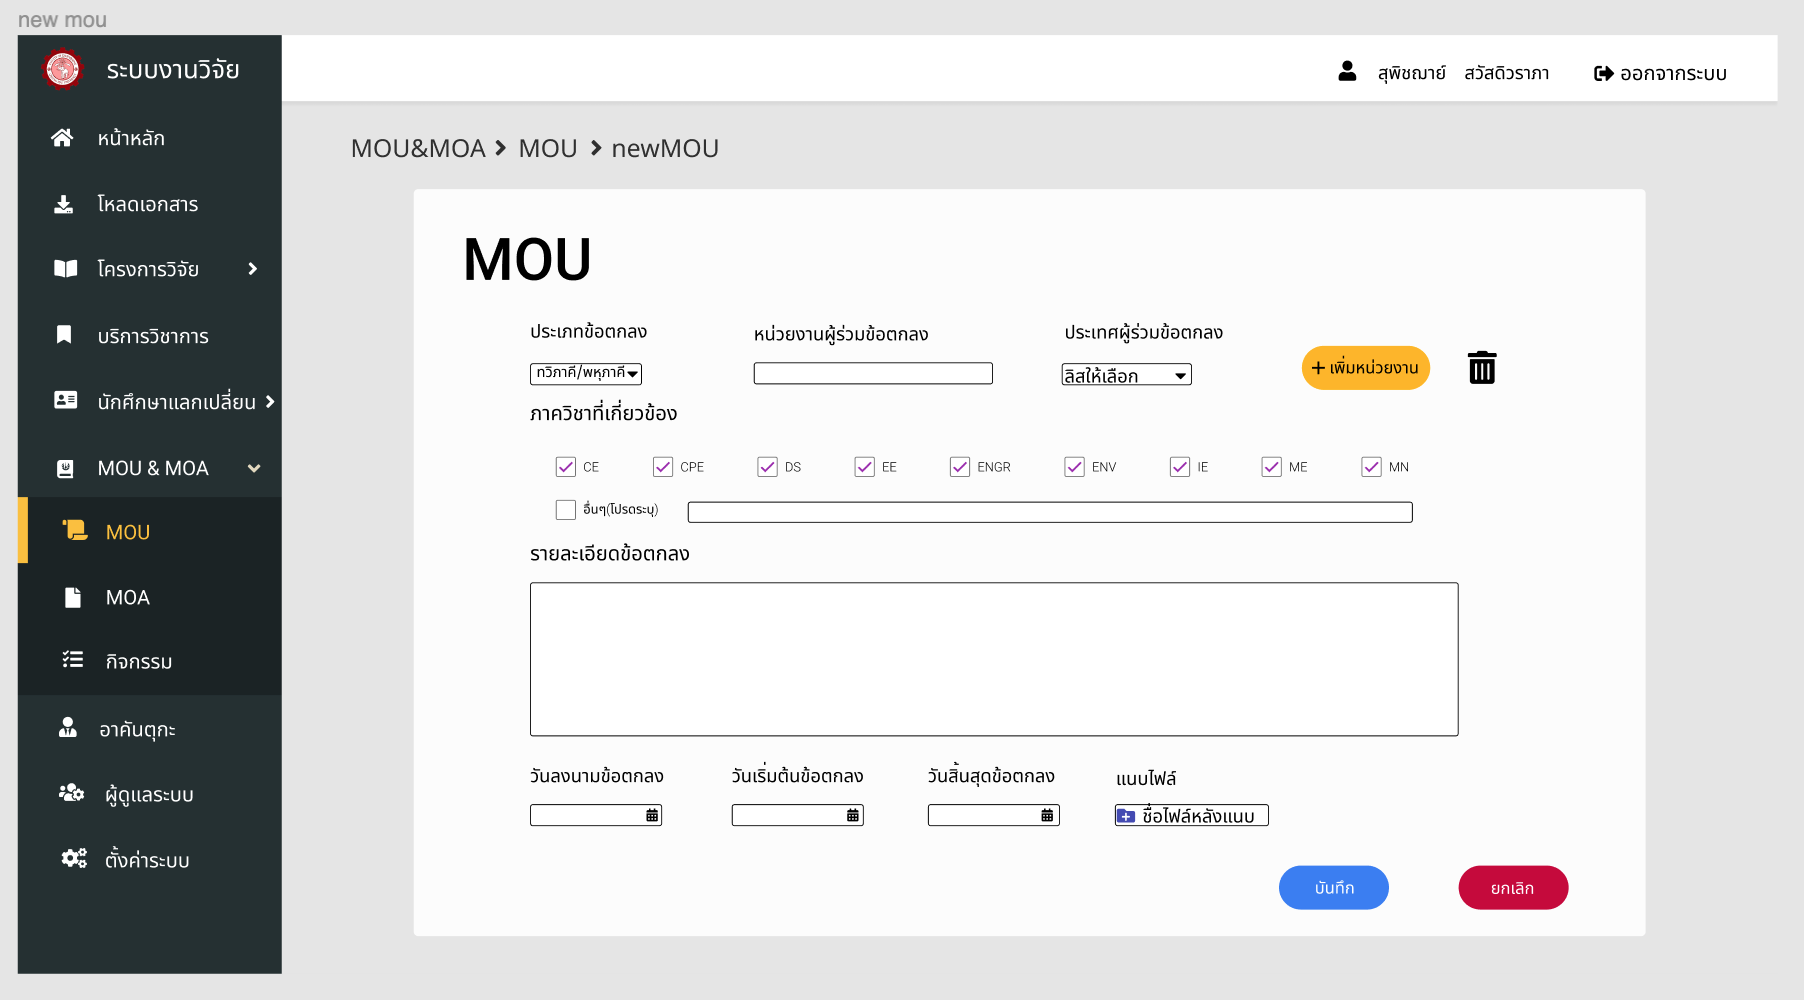 new mou
ระบบงานวิจัย
สุพิชฌาย์ สวัสดิวราภา ออกจากระบบ
หน้าหลัก
โหลดเอกสาร
โครงการวิจัย
บริการวิชาการ
นักศึกษาแลกเปลี่ยน
MOU & MOA
MOU
MOA
กิจกรรม
อาคันตุกะ
ผู้ดูแลระบบ
ตั้งค่าระบบ
MOU&MOA MOU newMOU
MOU
ประเภทข้อตกลง หน่วยงานผู้ร่วมข้อตกลง ประเทศผู้ร่วมข้อตกลง
ทวิภาคี/พหุภาคี ลิสให้เลือก เพิ่มหน่วยงาน
ภาควิชาที่เกี่ยวข้อง
CE CPE DS EE ENGR ENV IE ME MN
อื่นๆ(โปรดระบุ)
รายละเอียดข้อตกลง
วันลงนามข้อตกลง วันเริ่มต้นข้อตกลง วันสิ้นสุดข้อตกลง แนบไฟล์
ชื่อไฟล์หลังแนบ
บันทึก ยกเลิก